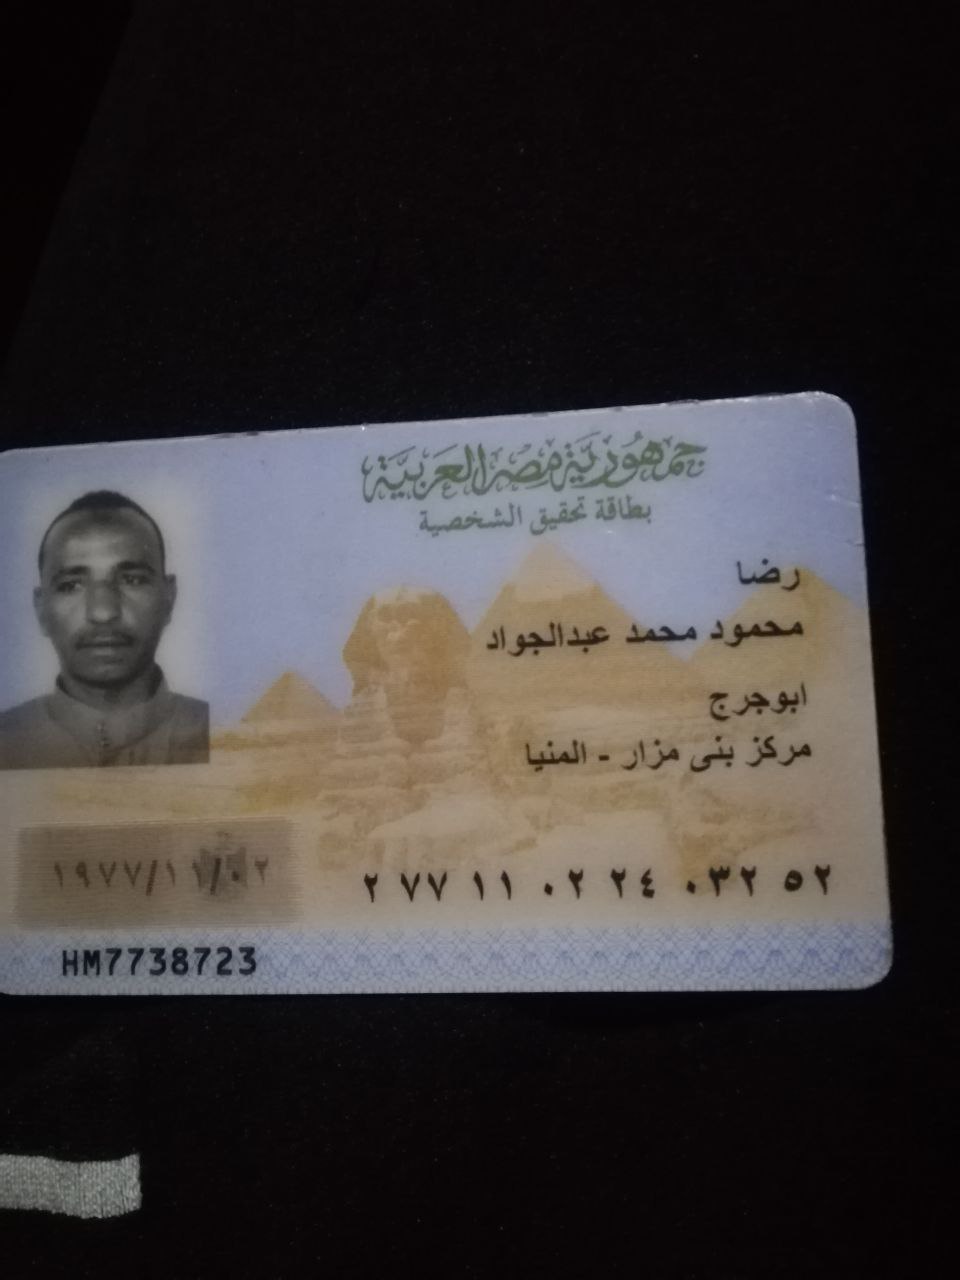 جمهورية مصر العربية
بطاقة تحقيق الشخصية
رضا
محمود محمد عبدالجواد
ابوجرج
مركز بنى مزار - المنيا
٢ ٧٧ ١١ ٠٢ ٢٤ ٠٣٢ ٥٢
١٩٧٧/١١/٠٢
HM7738723